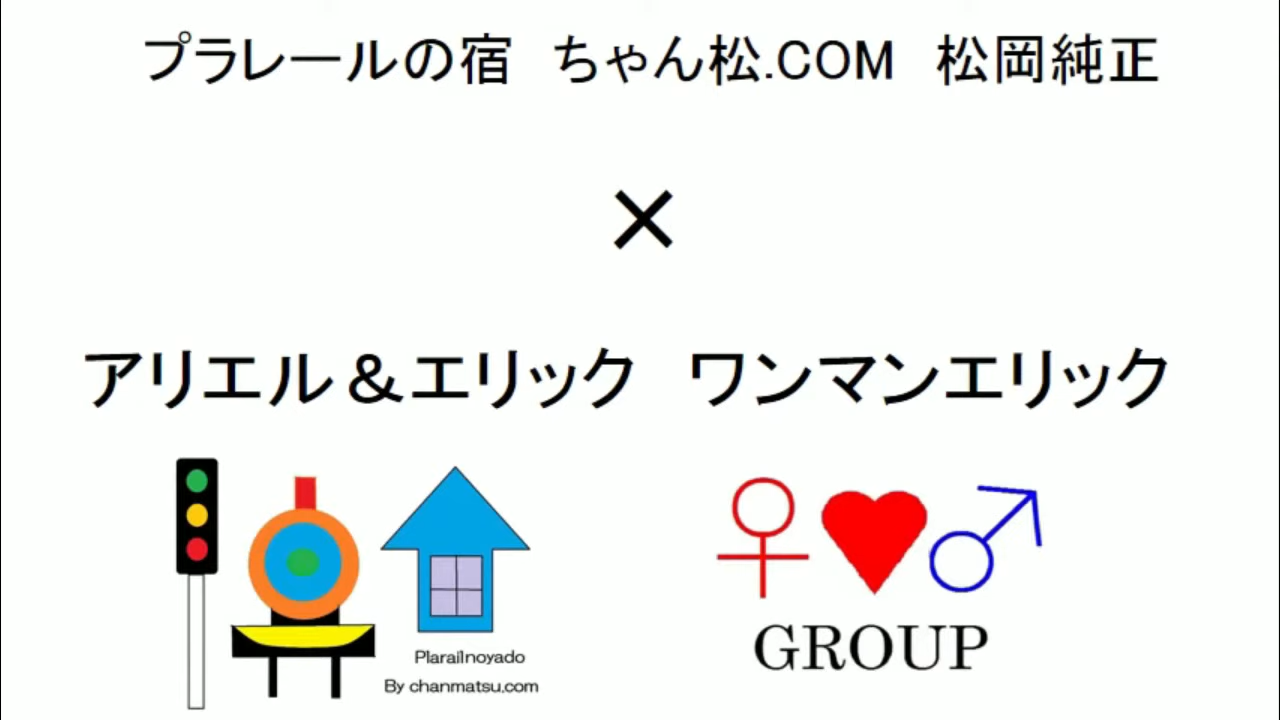 プラレールの宿　ちゃん松.COM　松岡純正
×
アリエル＆エリック　ワンマンエリック
Plarailnoyado
By chanmatsu.com
GROUP